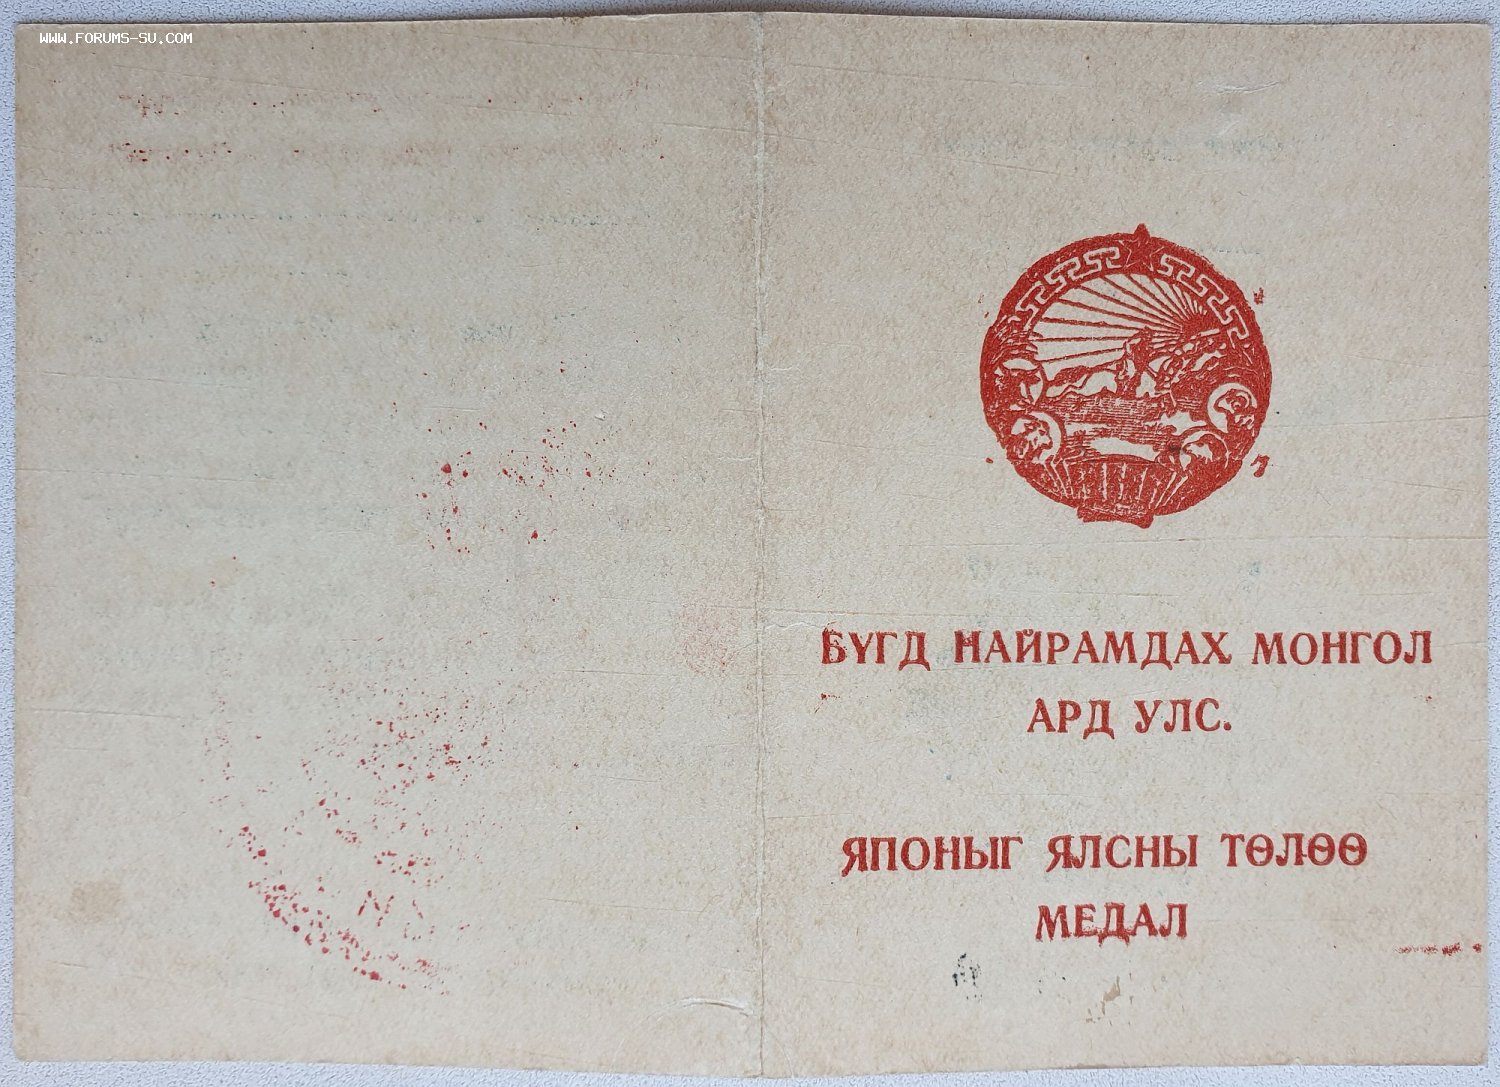 WWW.FORUMS-SU.COM
БҮГД НАЙРАМДАХ МОНГОЛ
АРД УЛС.
ЯПОНЫГ ЯЛСНЫ ТӨЛӨӨ
МЕДАЛ